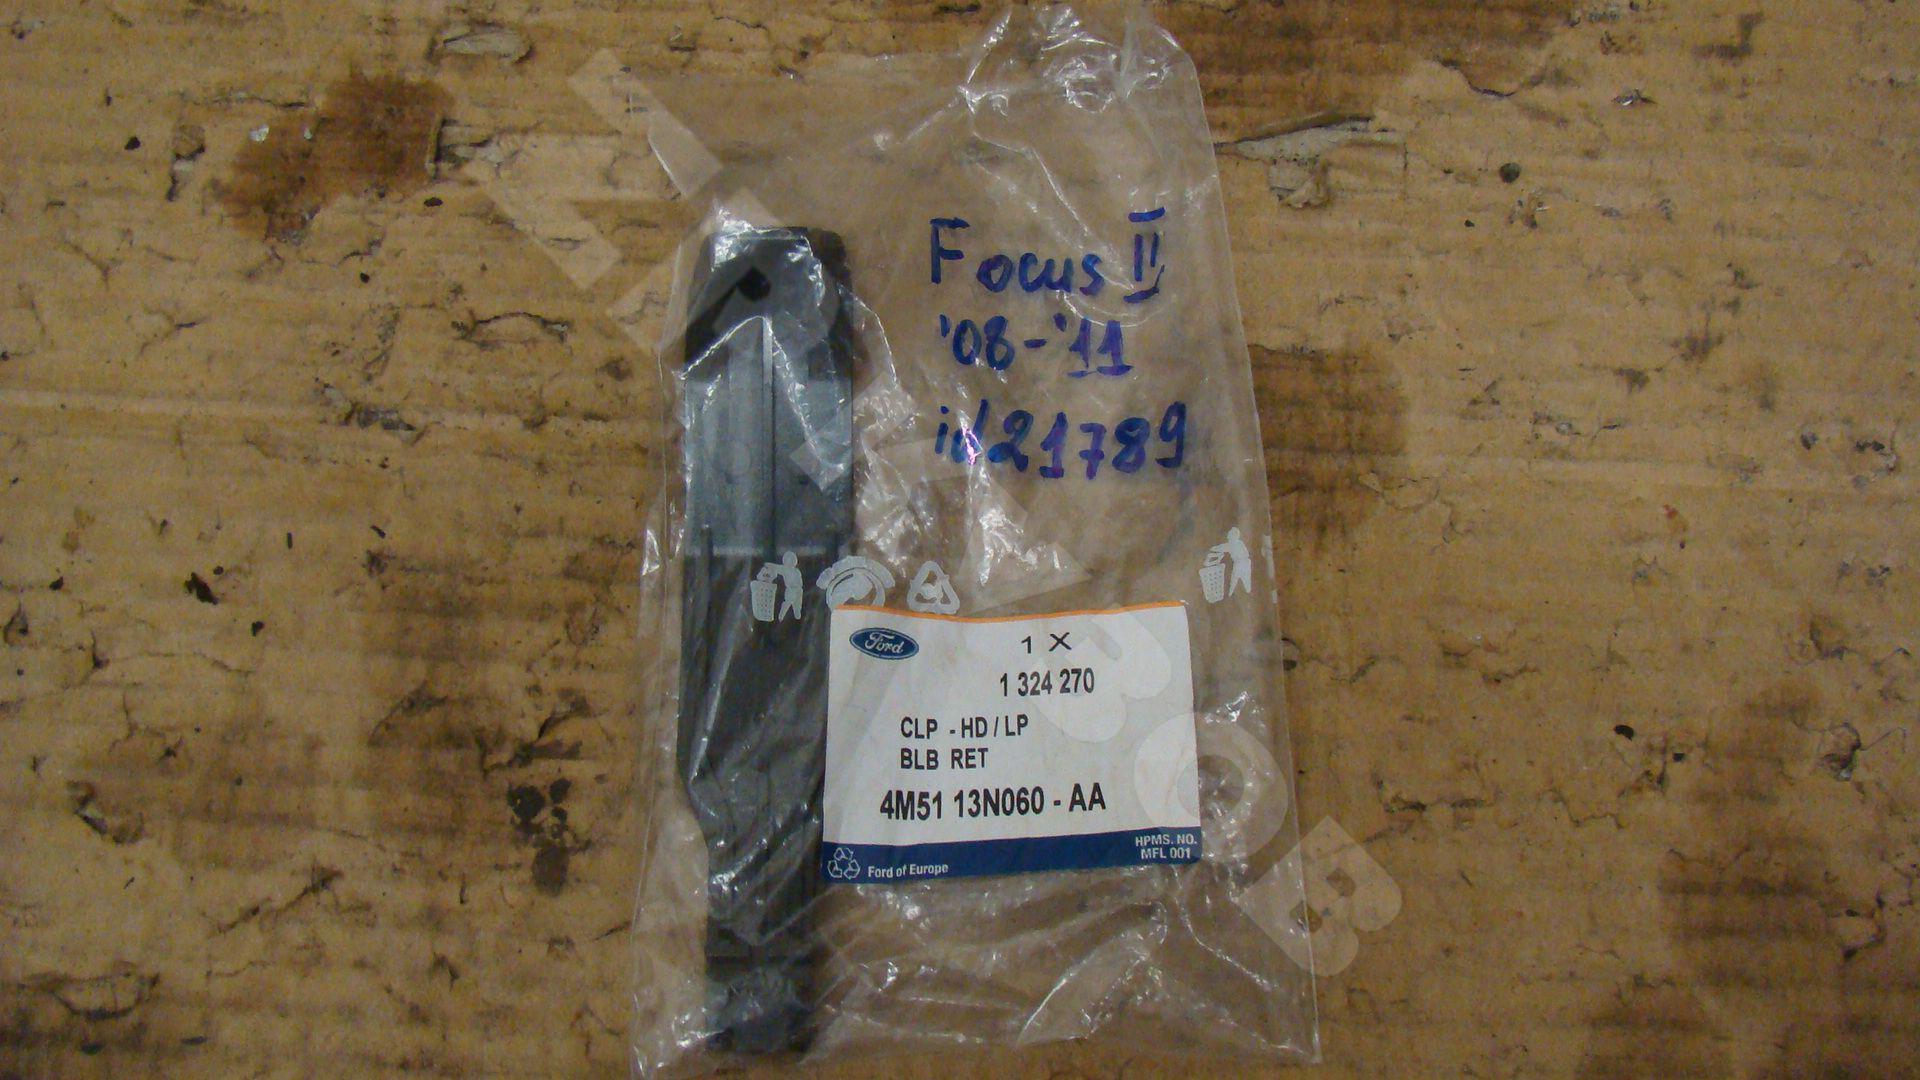 Focus II
'08-'11
id21789
Ford
1 X
1 324 270
CLP - HD / LP
BLB RET
4M51 13N060 - AA
HPMS. NO.
MFL 001
Ford of Europe